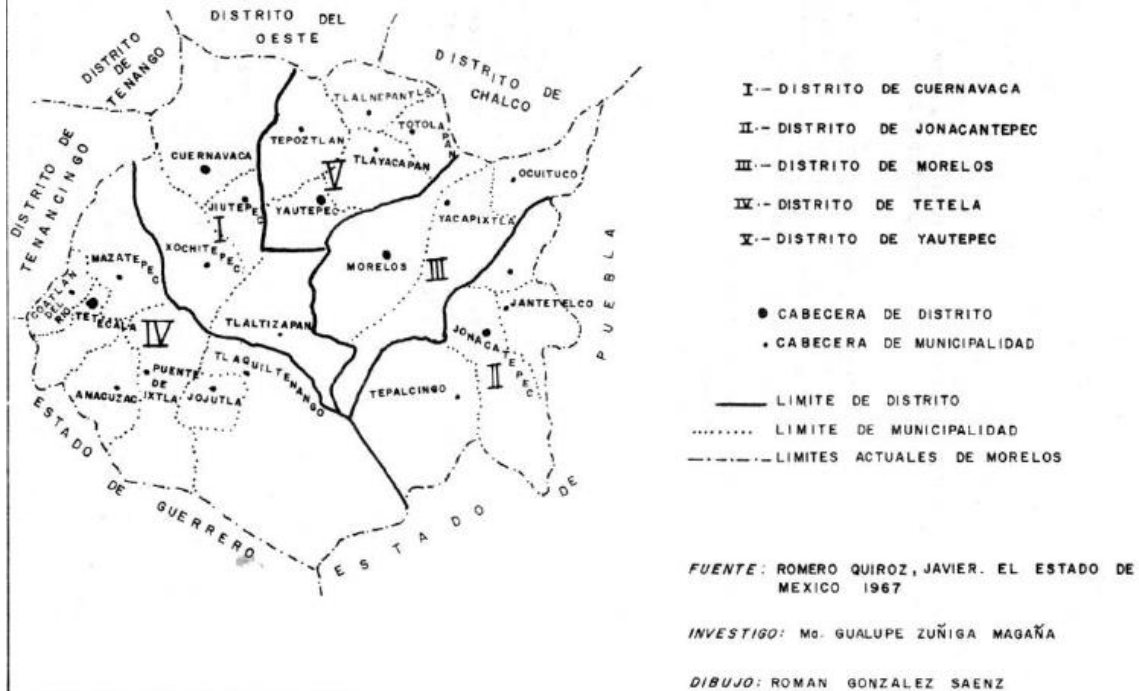 DISTRITO DEL
OESTE
DISTRITO
DE
TENANGO
DISTRITO DE
CHALCO
DISTRITO DE
TENANCINGO
TLALNEPANTLA
TOTOLAPAN
TEPOZTLAN
TLAYACAPAN
CUERNAVACA
V
OCUITUCO
JIUTEPEC
YAUTEPEC
YACAPIXTLA
I
XOCHITEPEC
MORELOS
III
MAZATEPEC
COATLAN
DEL
RIO
TETECALA
JANTETELCO
IV
TLALTIZAPAN
JONACATEPEC
II
TLAQUILTENANGO
PUENTE
DE
IXTLA
ANACUZAC
JOJUTLA
TEPALCINGO
PUEBLA
ESTADO
DE
GUERRERO
ESTADO DE
I.- DISTRITO DE CUERNAVACA
II.- DISTRITO DE JONACANTEPEC
III.- DISTRITO DE MORELOS
IV.- DISTRITO DE TETELA
V.- DISTRITO DE YAUTEPEC
CABECERA DE DISTRITO
CABECERA DE MUNICIPALIDAD
LIMITE DE DISTRITO
LIMITE DE MUNICIPALIDAD
LIMITES ACTUALES DE MORELOS
FUENTE: ROMERO QUIROZ, JAVIER. EL ESTADO DE
MEXICO 1967
INVESTIGO: Ma. GUALUPE ZUÑIGA MAGAÑA
DIBUJO: ROMAN GONZALEZ SAENZ